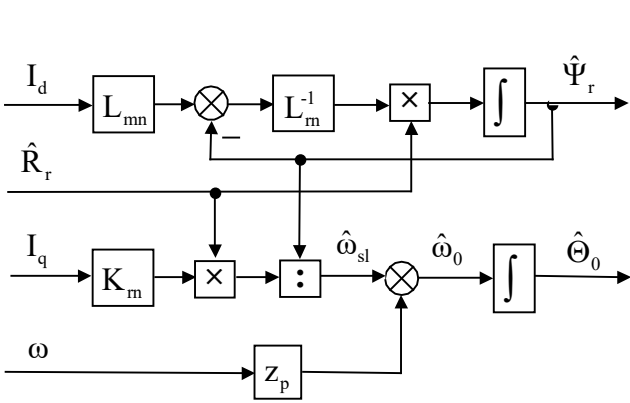 I_d L_mn L_rn^-1 × ∫ Ψ̂_r
−
R̂_r
I_q K_rn × : ω̂_sl ω̂_0 ∫ Θ̂_0
ω z_p